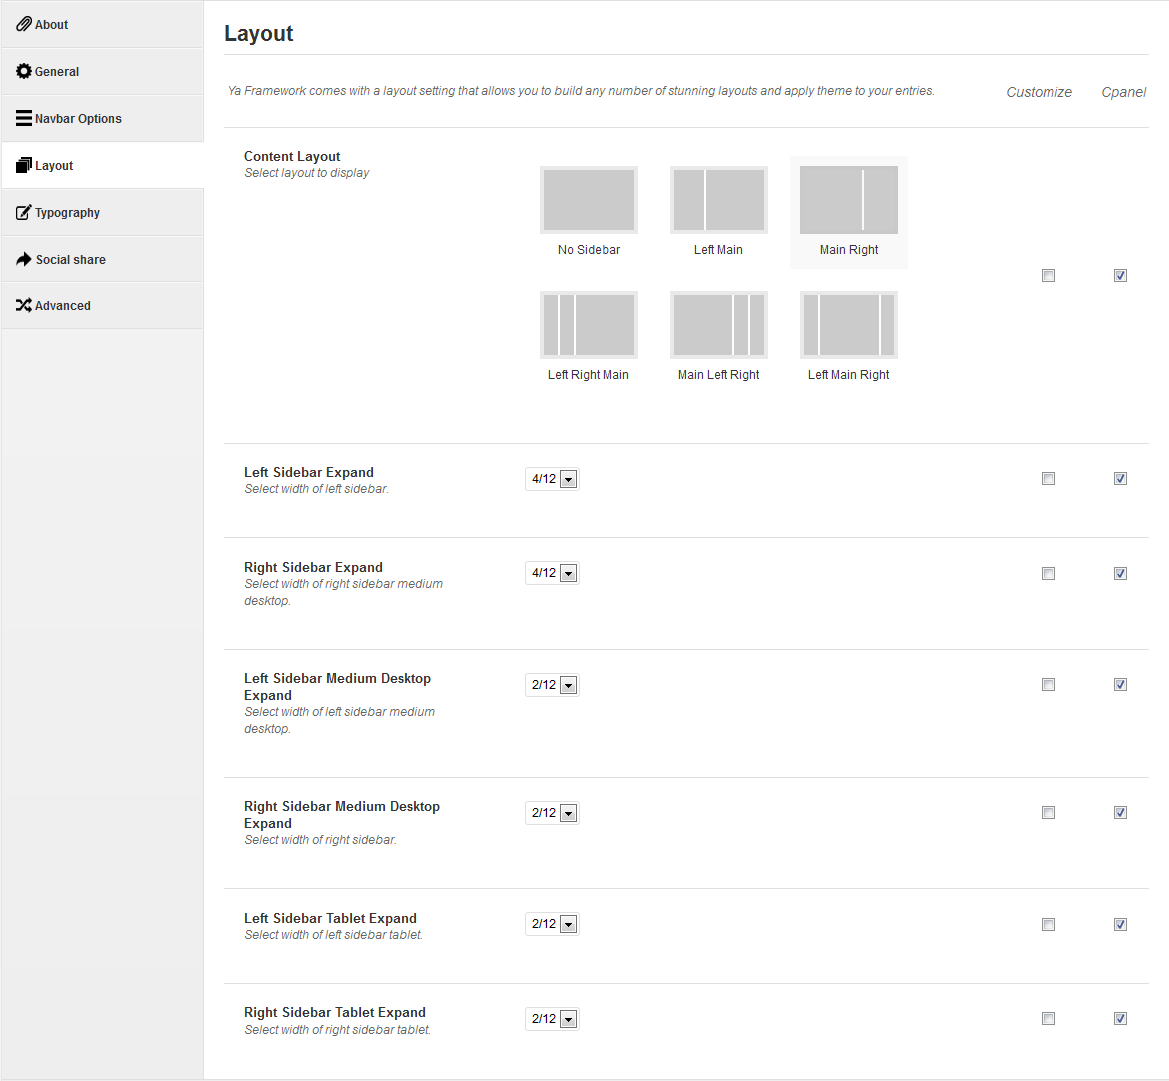 About
General
Navbar Options
Layout
Typography
Social share
Advanced
Layout
Ya Framework comes with a layout setting that allows you to build any number of stunning layouts and apply theme to your entries.
Customize
Cpanel
Content Layout
Select layout to display
No Sidebar
Left Main
Main Right
Left Right Main
Main Left Right
Left Main Right
Left Sidebar Expand
Select width of left sidebar.
4/12
Right Sidebar Expand
Select width of right sidebar medium
desktop.
4/12
Left Sidebar Medium Desktop
Expand
Select width of left sidebar medium
desktop.
2/12
Right Sidebar Medium Desktop
Expand
Select width of right sidebar.
2/12
Left Sidebar Tablet Expand
Select width of left sidebar tablet.
2/12
Right Sidebar Tablet Expand
Select width of right sidebar tablet.
2/12